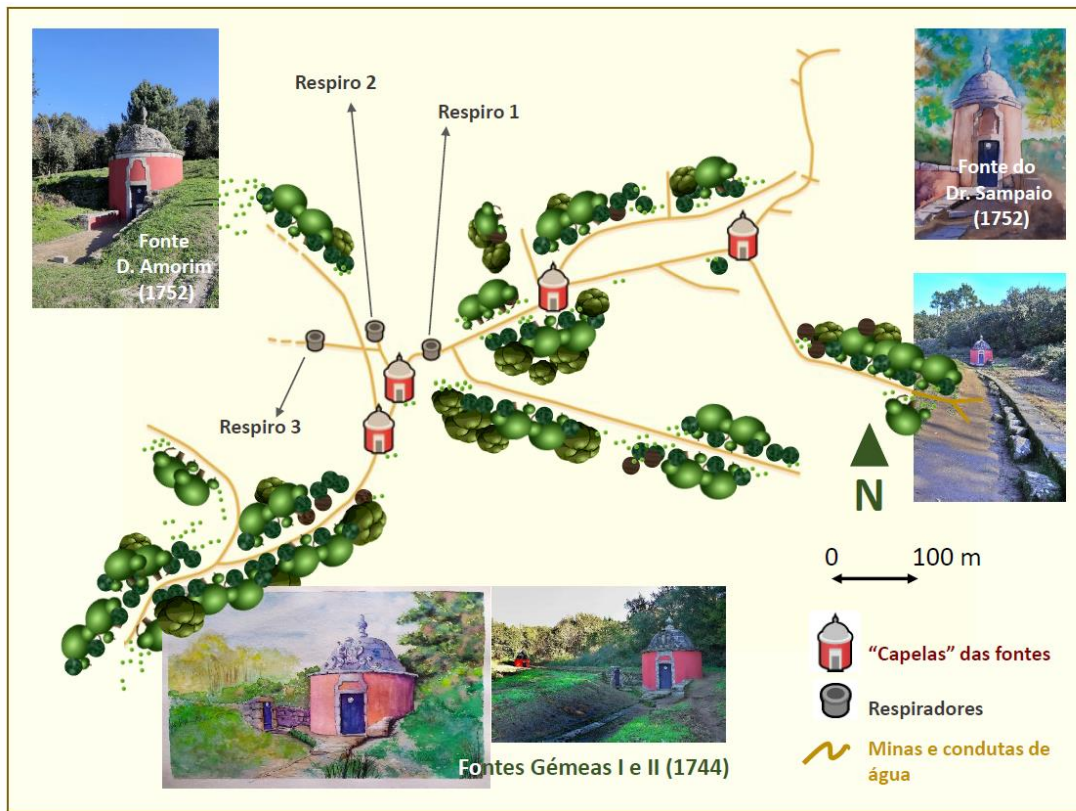 Respiro 2
Respiro 1
Fonte
D. Amorim
(1752)
Fonte do
Dr. Sampaio
(1752)
Respiro 3
N
0 100 m
"Capelas" das fontes
Respiradores
Minas e condutas de
água
Fontes Gémeas I e II (1744)